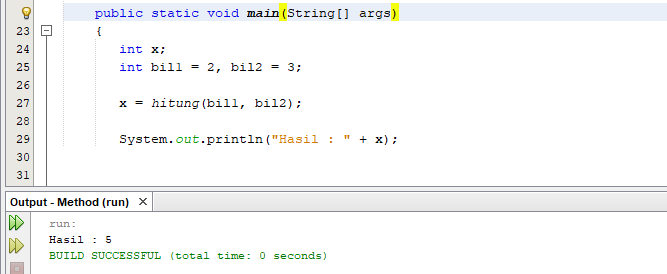 public static void main(String[] args)
23 {
24 int x;
25 int bil1 = 2, bil2 = 3;
26
27 x = hitung(bil1, bil2);
28
29 System.out.println("Hasil : " + x);
30
31
Output - Method (run) ×
run:
Hasil : 5
BUILD SUCCESSFUL (total time: 0 seconds)